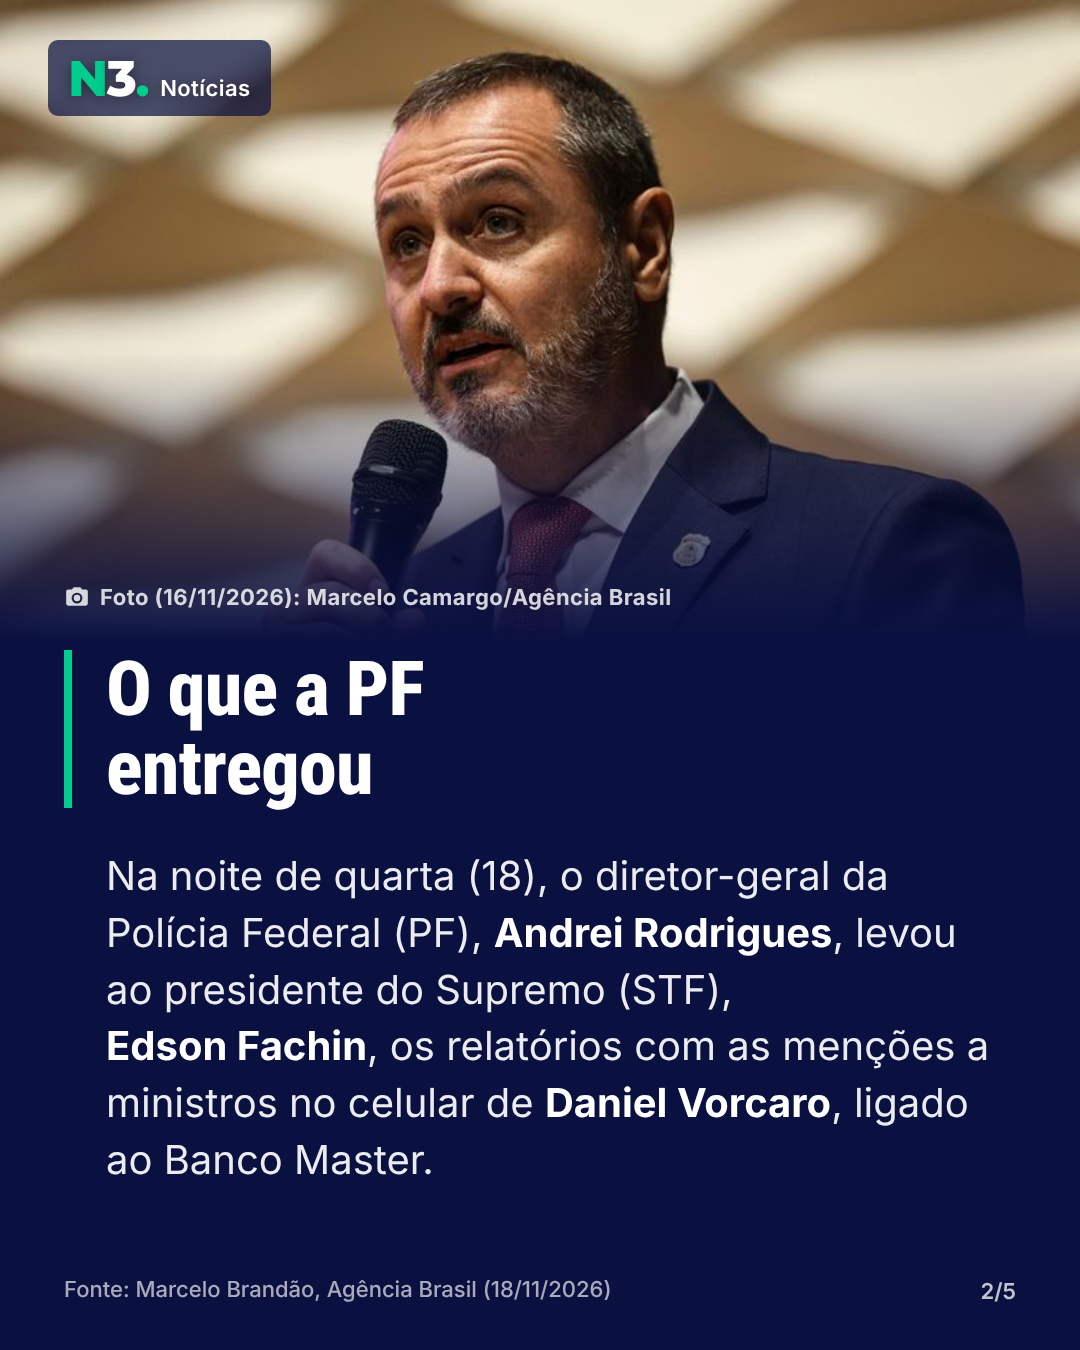 N3. Notícias
Foto (16/11/2026): Marcelo Camargo/Agência Brasil
O que a PF
entregou
Na noite de quarta (18), o diretor-geral da
Polícia Federal (PF), Andrei Rodrigues, levou
ao presidente do Supremo (STF),
Edson Fachin, os relatórios com as menções a
ministros no celular de Daniel Vorcaro, ligado
ao Banco Master.
Fonte: Marcelo Brandão, Agência Brasil (18/11/2026)
2/5